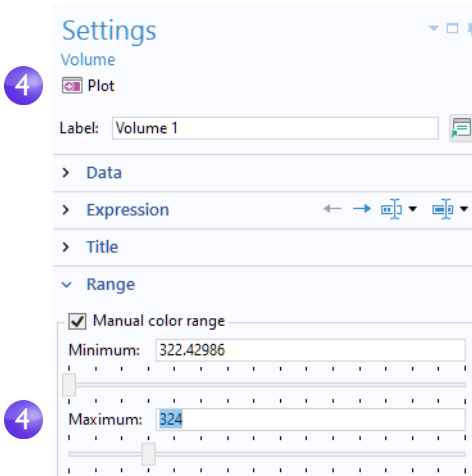 Settings
Volume
4
Plot
Label: Volume 1
Data
Expression
Title
Range
Manual color range
Minimum: 322.42986
4
Maximum: 324